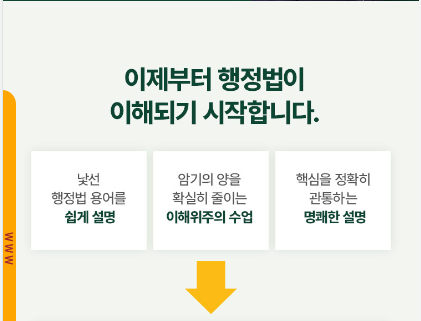 이제부터 행정법이
이해되기 시작합니다.
낯선
행정법 용어를
쉽게 설명
암기의 양을
확실히 줄이는
이해위주의 수업
핵심을 정확히
관통하는
명쾌한 설명
WWW